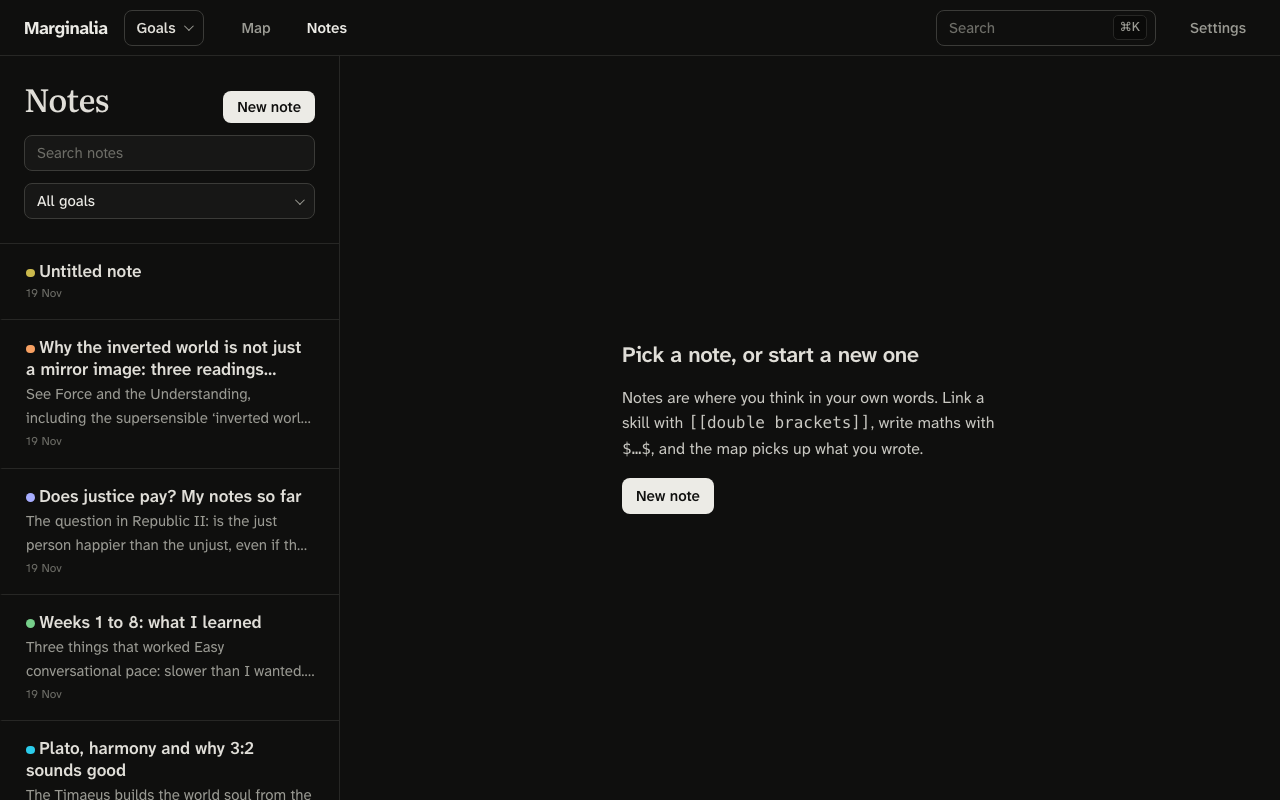 Marginalia
Goals
Map
Notes
Search
⌘K
Settings
Notes
New note
Search notes
All goals
Untitled note
19 Nov
Why the inverted world is not just
a mirror image: three readings…
See Force and the Understanding,
including the supersensible ‘inverted worl…
19 Nov
Does justice pay? My notes so far
The question in Republic II: is the just
person happier than the unjust, even if th…
19 Nov
Weeks 1 to 8: what I learned
Three things that worked Easy
conversational pace: slower than I wanted.…
19 Nov
Plato, harmony and why 3:2
sounds good
The Timaeus builds the world soul from the
Pick a note, or start a new one
Notes are where you think in your own words. Link a
skill with [[double brackets]], write maths with
$…$, and the map picks up what you wrote.
New note